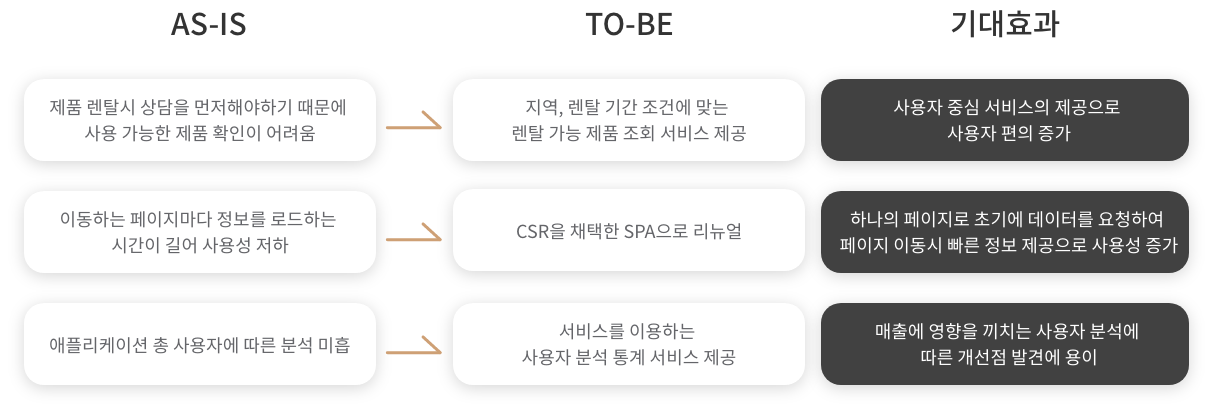 AS-IS
TO-BE
기대효과
제품 렌탈시 상담을 먼저해야하기 때문에
사용 가능한 제품 확인이 어려움
지역, 렌탈 기간 조건에 맞는
렌탈 가능 제품 조회 서비스 제공
사용자 중심 서비스의 제공으로
사용자 편의 증가
이동하는 페이지마다 정보를 로드하는
시간이 길어 사용성 저하
CSR을 채택한 SPA으로 리뉴얼
하나의 페이지로 초기에 데이터를 요청하여
페이지 이동시 빠른 정보 제공으로 사용성 증가
애플리케이션 총 사용자에 따른 분석 미흡
서비스를 이용하는
사용자 분석 통계 서비스 제공
매출에 영향을 끼치는 사용자 분석에
따른 개선점 발견에 용이